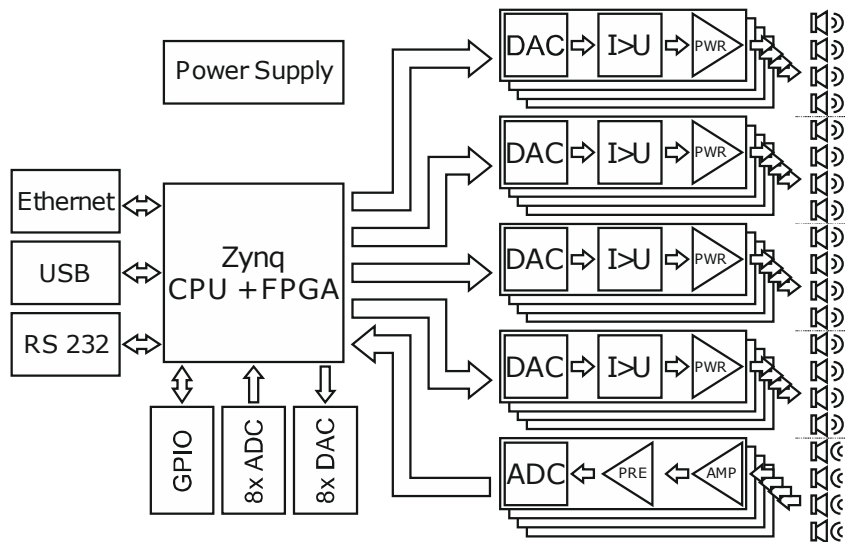 Power Supply
Ethernet
USB
RS 232
Zynq
CPU + FPGA
GPIO
8x ADC
8x DAC
DAC I>U PWR
DAC I>U PWR
DAC I>U PWR
DAC I>U PWR
ADC PRE AMP